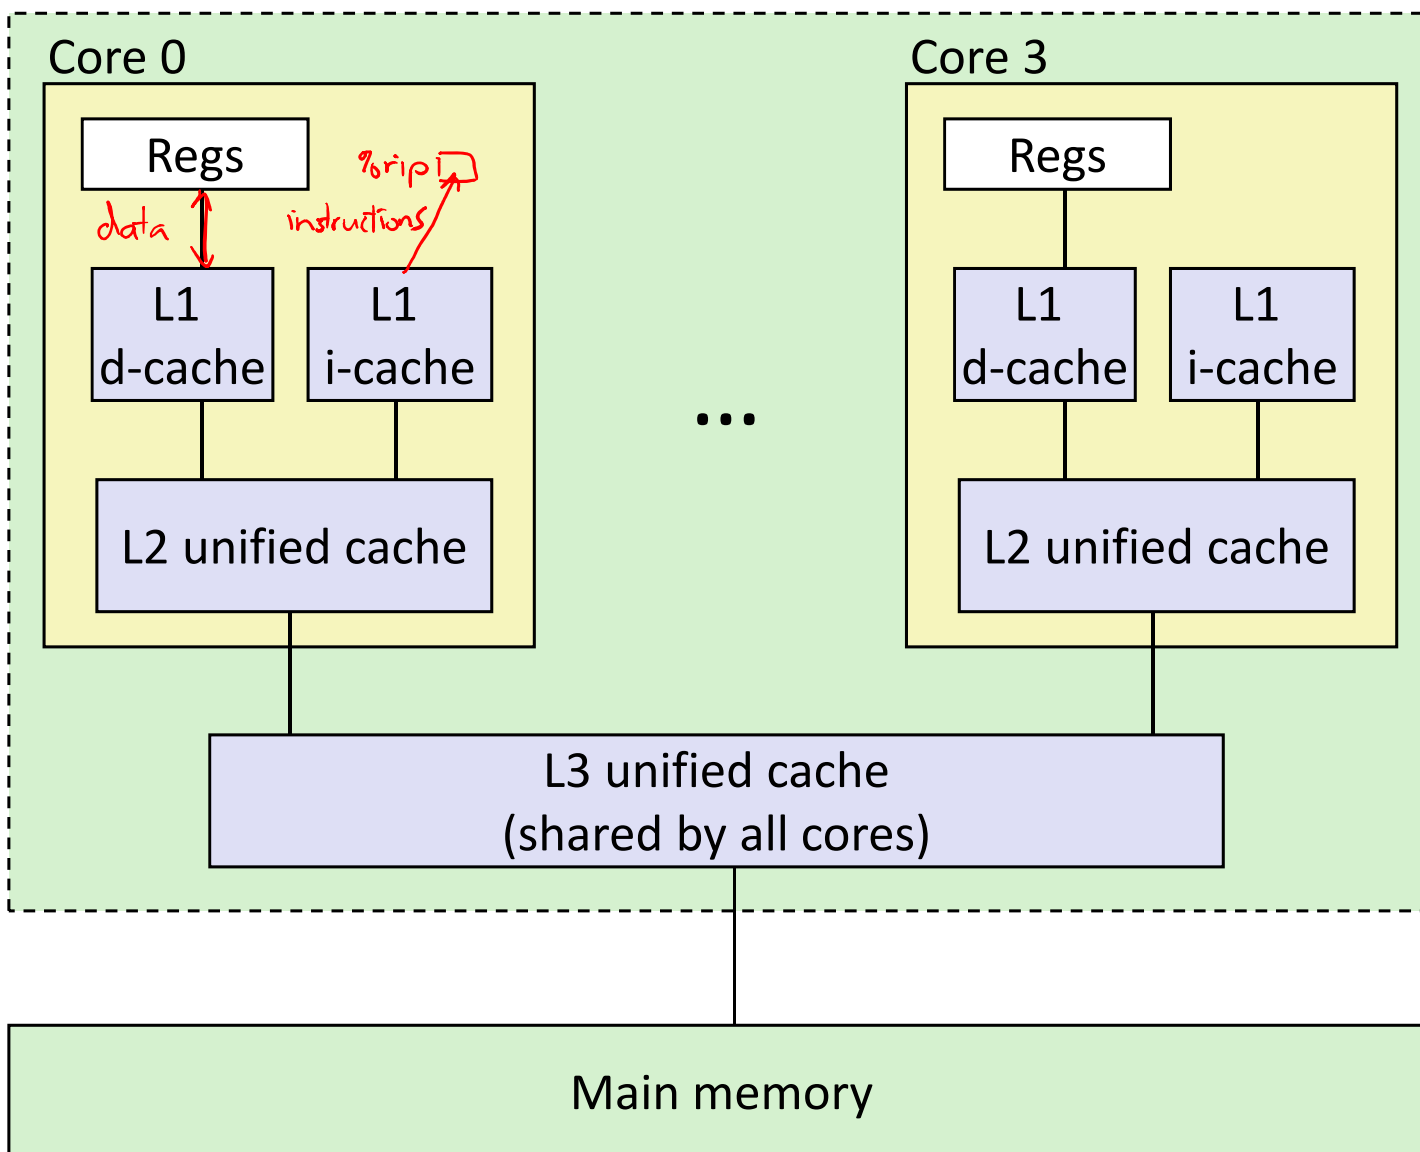 Core 0
Core 3
Regs
%rip
Regs
data
instructions
L1
d-cache
L1
i-cache
L1
d-cache
L1
i-cache
...
L2 unified cache
L2 unified cache
L3 unified cache
(shared by all cores)
Main memory